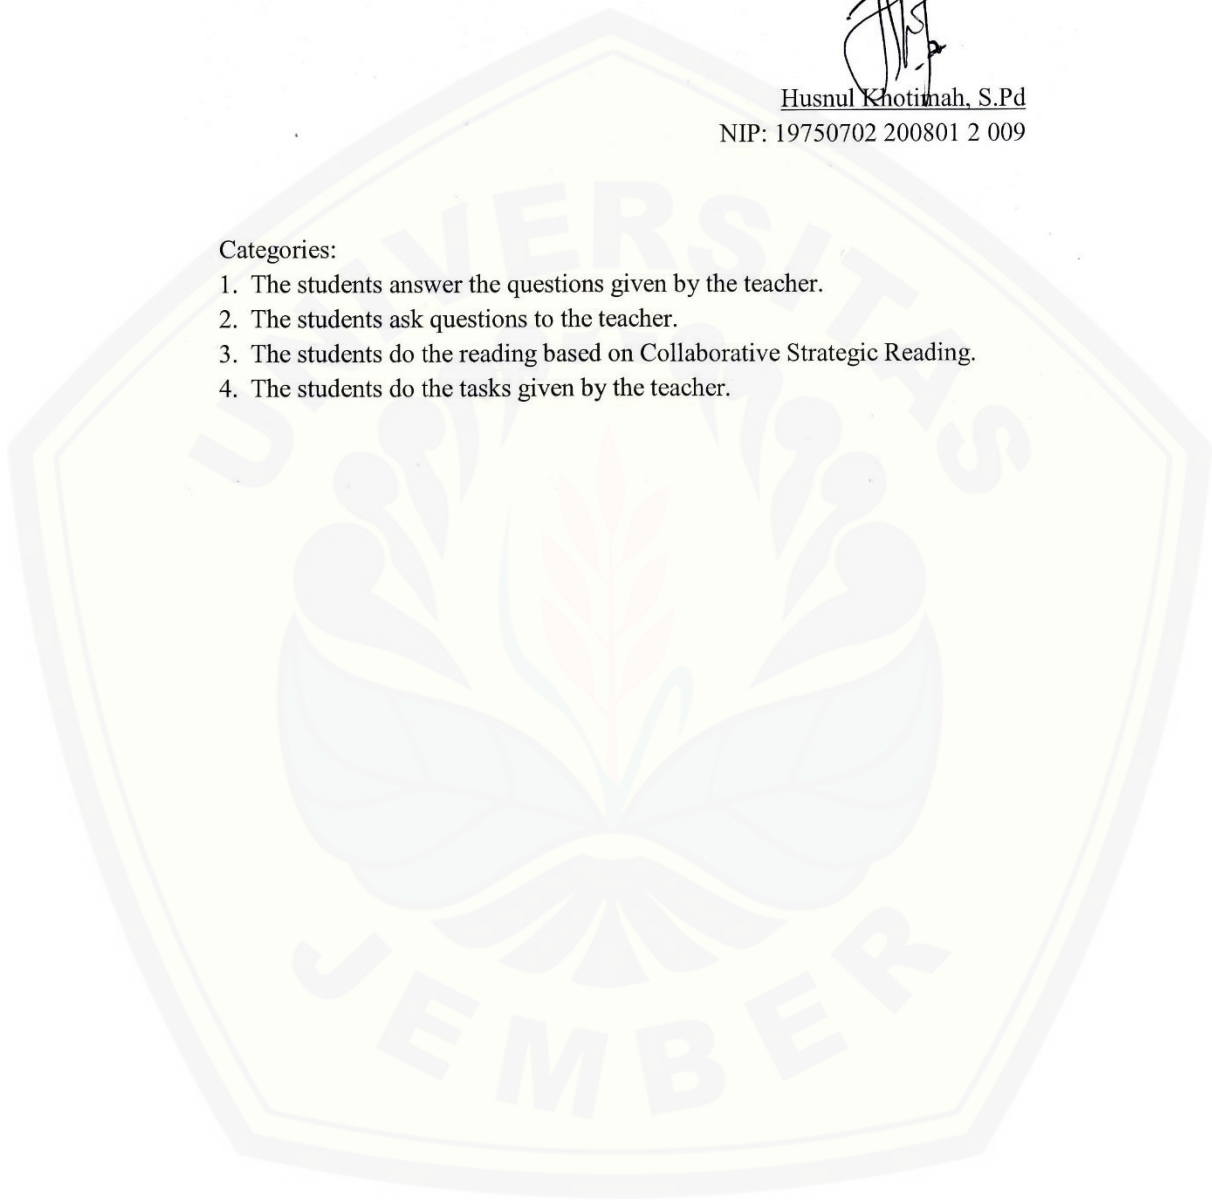 Husnul Khotimah, S.Pd
NIP: 19750702 200801 2 009
Categories:
1. The students answer the questions given by the teacher.
2. The students ask questions to the teacher.
3. The students do the reading based on Collaborative Strategic Reading.
4. The students do the tasks given by the teacher.
UNIVERSITAS
JEMBER